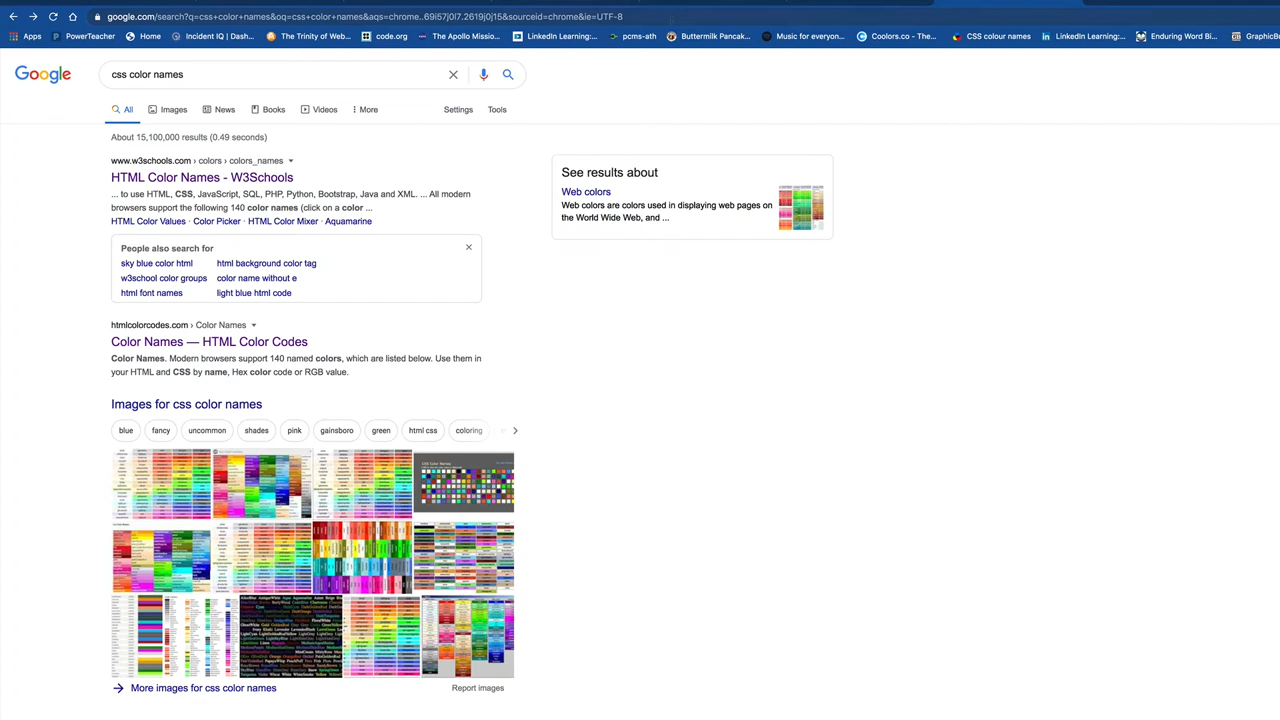 google.com/search?q=css+color+names&oq=css+color+names&aqs=chrome..69i57j0l7.2619j0j15&sourceid=chrome&ie=UTF-8
Apps PowerTeacher Home Incident IQ | Dash... The Trinity of Web... code.org The Apollo Missio... LinkedIn Learning:... pcms-ath Buttermilk Pancak... Music for everyon... Coolors.co - The... CSS colour names LinkedIn Learning:... Enduring Word Bi... GraphicBu
Google css color names
All Images News Books Videos More Settings Tools
About 15,100,000 results (0.49 seconds)
www.w3schools.com › colors › colors_names
HTML Color Names - W3Schools
... to use HTML, CSS, JavaScript, SQL, PHP, Python, Bootstrap, Java and XML. ... All modern
browsers support the following 140 color names (click on a color ...
HTML Color Values · Color Picker · HTML Color Mixer · Aquamarine
People also search for
sky blue color html html background color tag
w3school color groups color name without e
html font names light blue html code
See results about
Web colors
Web colors are colors used in displaying web pages on
the World Wide Web, and ...
htmlcolorcodes.com › Color Names
Color Names — HTML Color Codes
Color Names. Modern browsers support 140 named colors, which are listed below. Use them in
your HTML and CSS by name, Hex color code or RGB value.
Images for css color names
blue fancy uncommon shades pink gainsboro green html css coloring
More images for css color names Report images